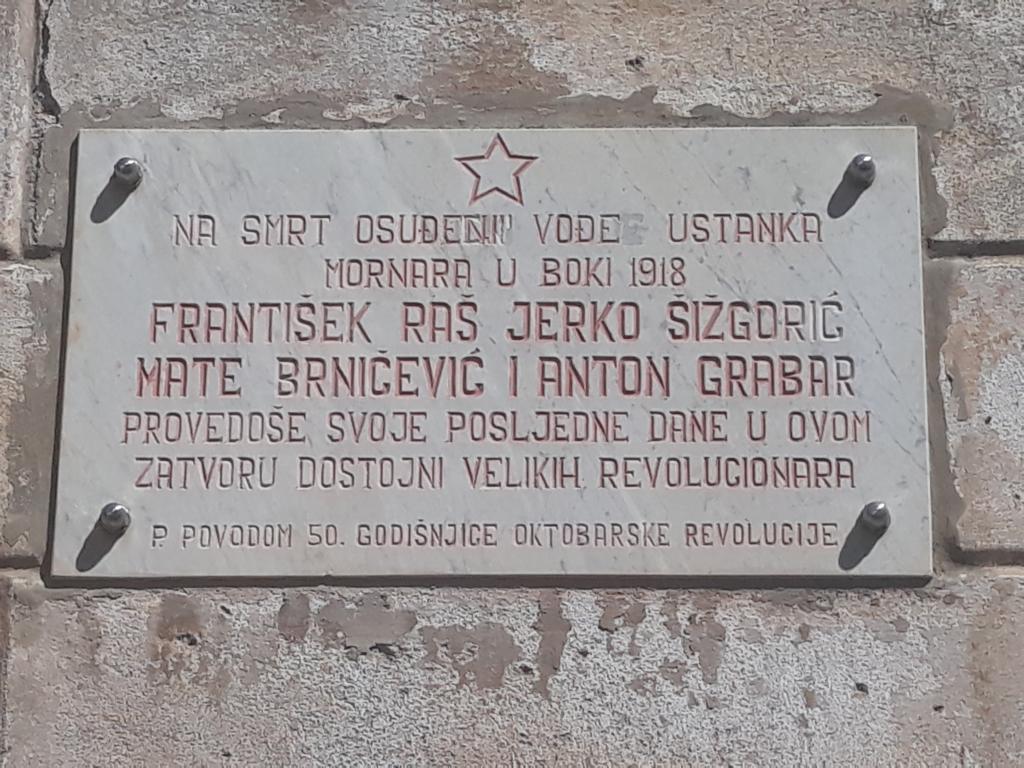 NA SMRT OSUĐENI VOĐE USTANKA
MORNARA U BOKI 1918
FRANTIŠEK RAŠ JERKO ŠIŽGORIĆ
MATE BRNIČEVIĆ I ANTON GRABAR
PROVEDOŠE SVOJE POSLJEDNE DANE U OVOM
ZATVORU DOSTOJNI VELIKIH REVOLUCIONARA
P. POVODOM 50. GODIŠNJICE OKTOBARSKE REVOLUCIJE